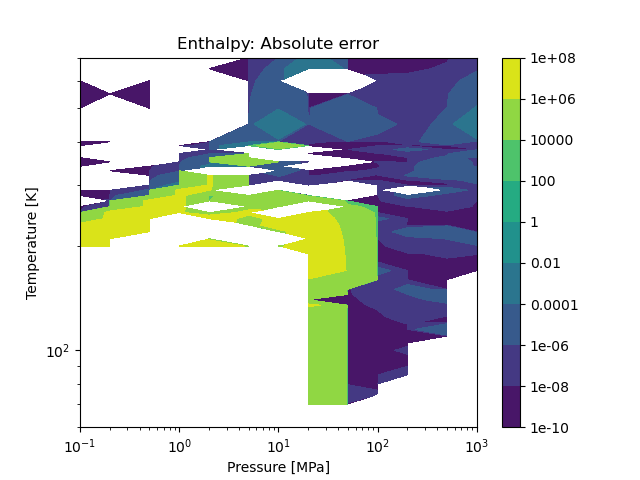 Enthalpy: Absolute error
Temperature [K]
10²
10⁻¹ 10⁰ 10¹ 10² 10³
Pressure [MPa]
1e+08
1e+06
10000
100
1
0.01
0.0001
1e-06
1e-08
1e-10